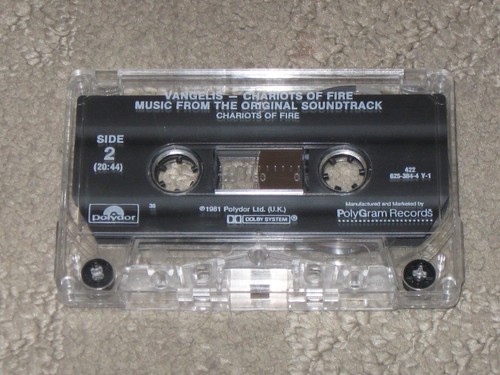 VANGELIS — CHARIOTS OF FIRE
MUSIC FROM THE ORIGINAL SOUNDTRACK
CHARIOTS OF FIRE
SIDE
2
(20:44)
422
825-384-4 Y-1
polydor
38
℗1981 Polydor Ltd. (U.K.)
DOLBY SYSTEM
Manufactured and Marketed by
PolyGram Records